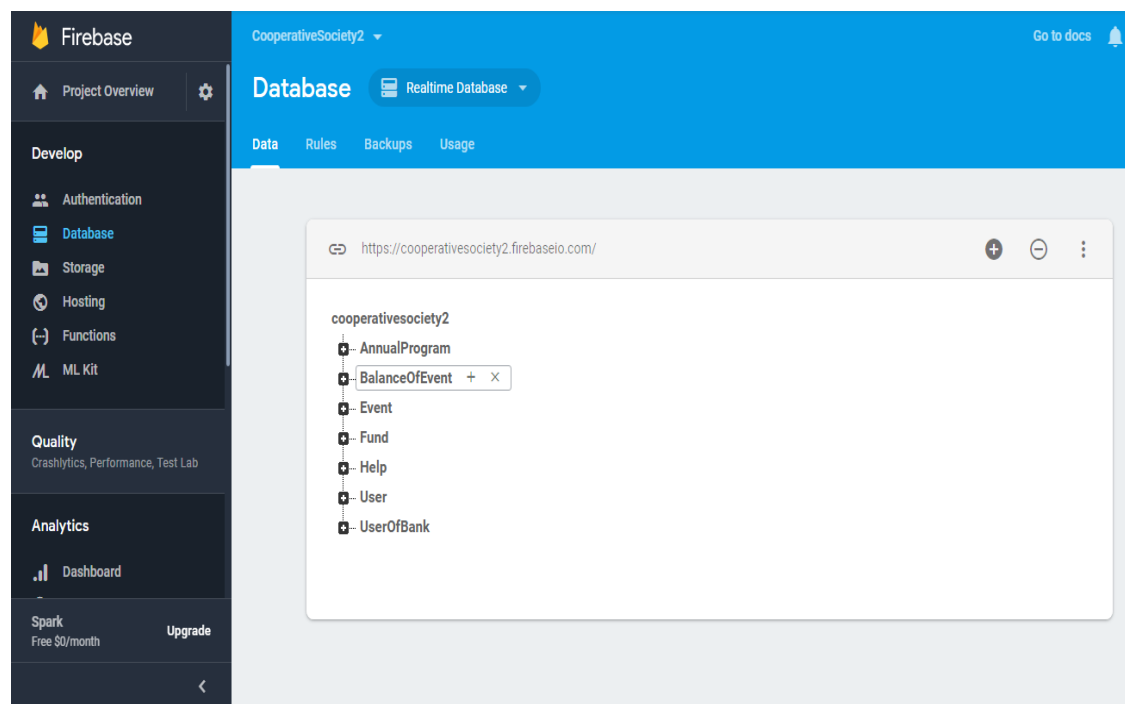 Firebase
CooperativeSociety2
Go to docs
Project Overview
Database
Realtime Database
Develop
Data
Rules
Backups
Usage
Authentication
Database
Storage
Hosting
Functions
ML Kit
https://cooperativesociety2.firebaseio.com/
cooperativesociety2
AnnualProgram
BalanceOfEvent
Event
Fund
Help
User
UserOfBank
Quality
Crashlytics, Performance, Test Lab
Analytics
Dashboard
Spark
Free $0/month
Upgrade